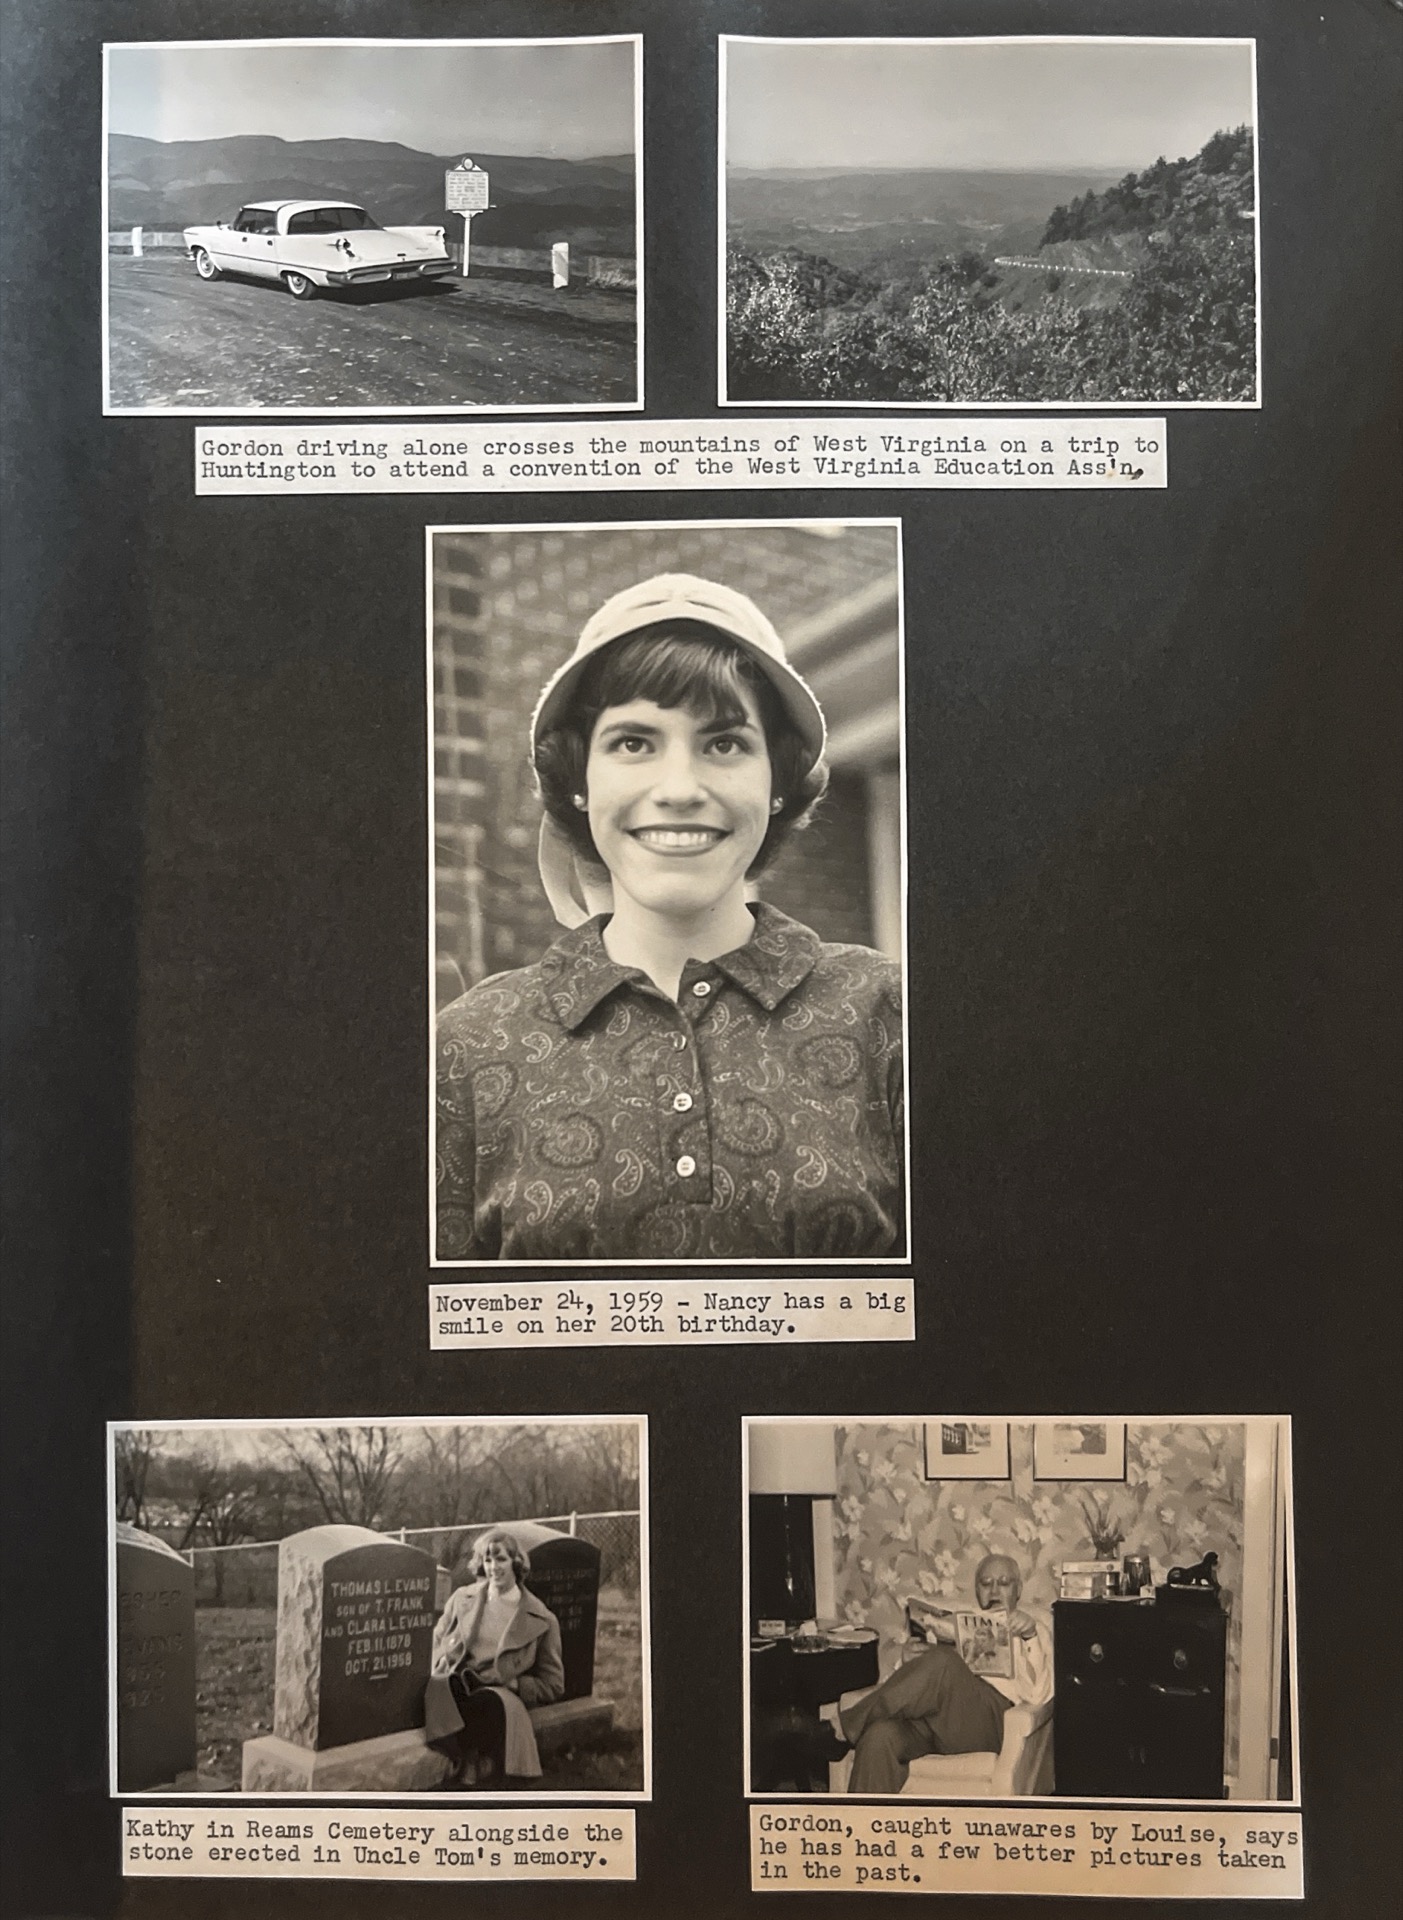 Gordon driving alone crosses the mountains of West Virginia on a trip to
Huntington to attend a convention of the West Virginia Education Ass'n.
November 24, 1959 - Nancy has a big
smile on her 20th birthday.
THOMAS L. EVANS
SON OF T. FRANK
AND CLARA L. EVANS
FEB. 11, 1878
OCT. 21, 1958
Kathy in Reams Cemetery alongside the
stone erected in Uncle Tom's memory.
TIME
Gordon, caught unawares by Louise, says
he has had a few better pictures taken
in the past.